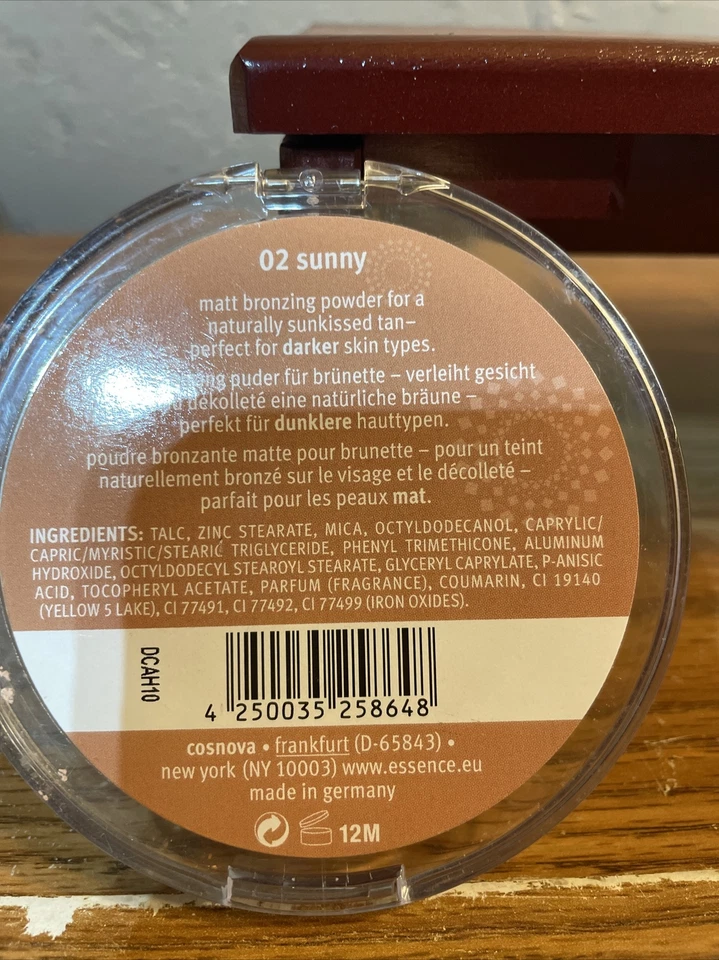 02 sunny
matt bronzing powder for a
naturally sunkissed tan–
perfect for darker skin types.
puder für brünette – verleiht gesicht
dekolleté eine natürliche bräune –
perfekt für dunklere hauttypen.
poudre bronzante matte pour brunette – pour un teint
naturellement bronzé sur le visage et le décolleté –
parfait pour les peaux mat.
INGREDIENTS: TALC, ZINC STEARATE, MICA, OCTYLDODECANOL, CAPRYLIC/
CAPRIC/MYRISTIC/STEARIC TRIGLYCERIDE, PHENYL TRIMETHICONE, ALUMINUM
HYDROXIDE, OCTYLDODECYL STEAROYL STEARATE, GLYCERYL CAPRYLATE, P-ANISIC
ACID, TOCOPHERYL ACETATE, PARFUM (FRAGRANCE), COUMARIN, CI 19140
(YELLOW 5 LAKE), CI 77491, CI 77492, CI 77499 (IRON OXIDES).
DCAH10
4 250035 258648
cosnova • frankfurt (D-65843) •
new york (NY 10003) www.essence.eu
made in germany
12M